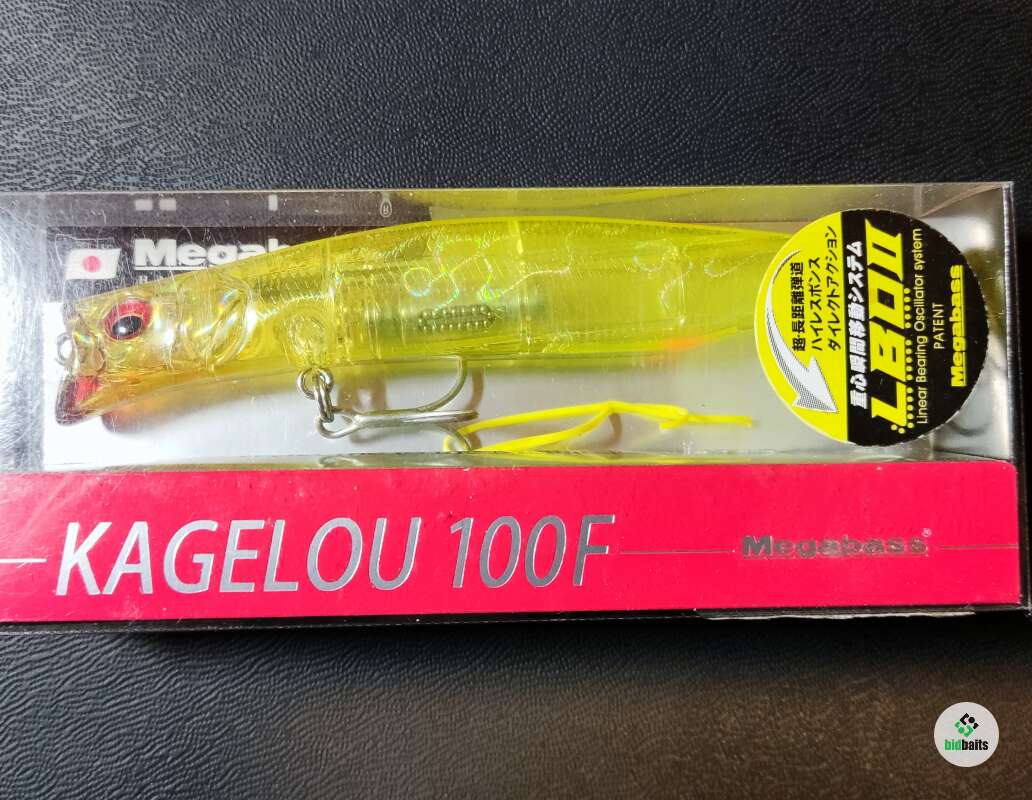 Megabass
超長距離弾道
ハイレスポンス
ダイレクトアクション
重心瞬間移動システム
LBOⅡ
Linear Bearing Oscillator system
PATENT
Megabass
KAGELOU 100F
Megabass®
bidbaits